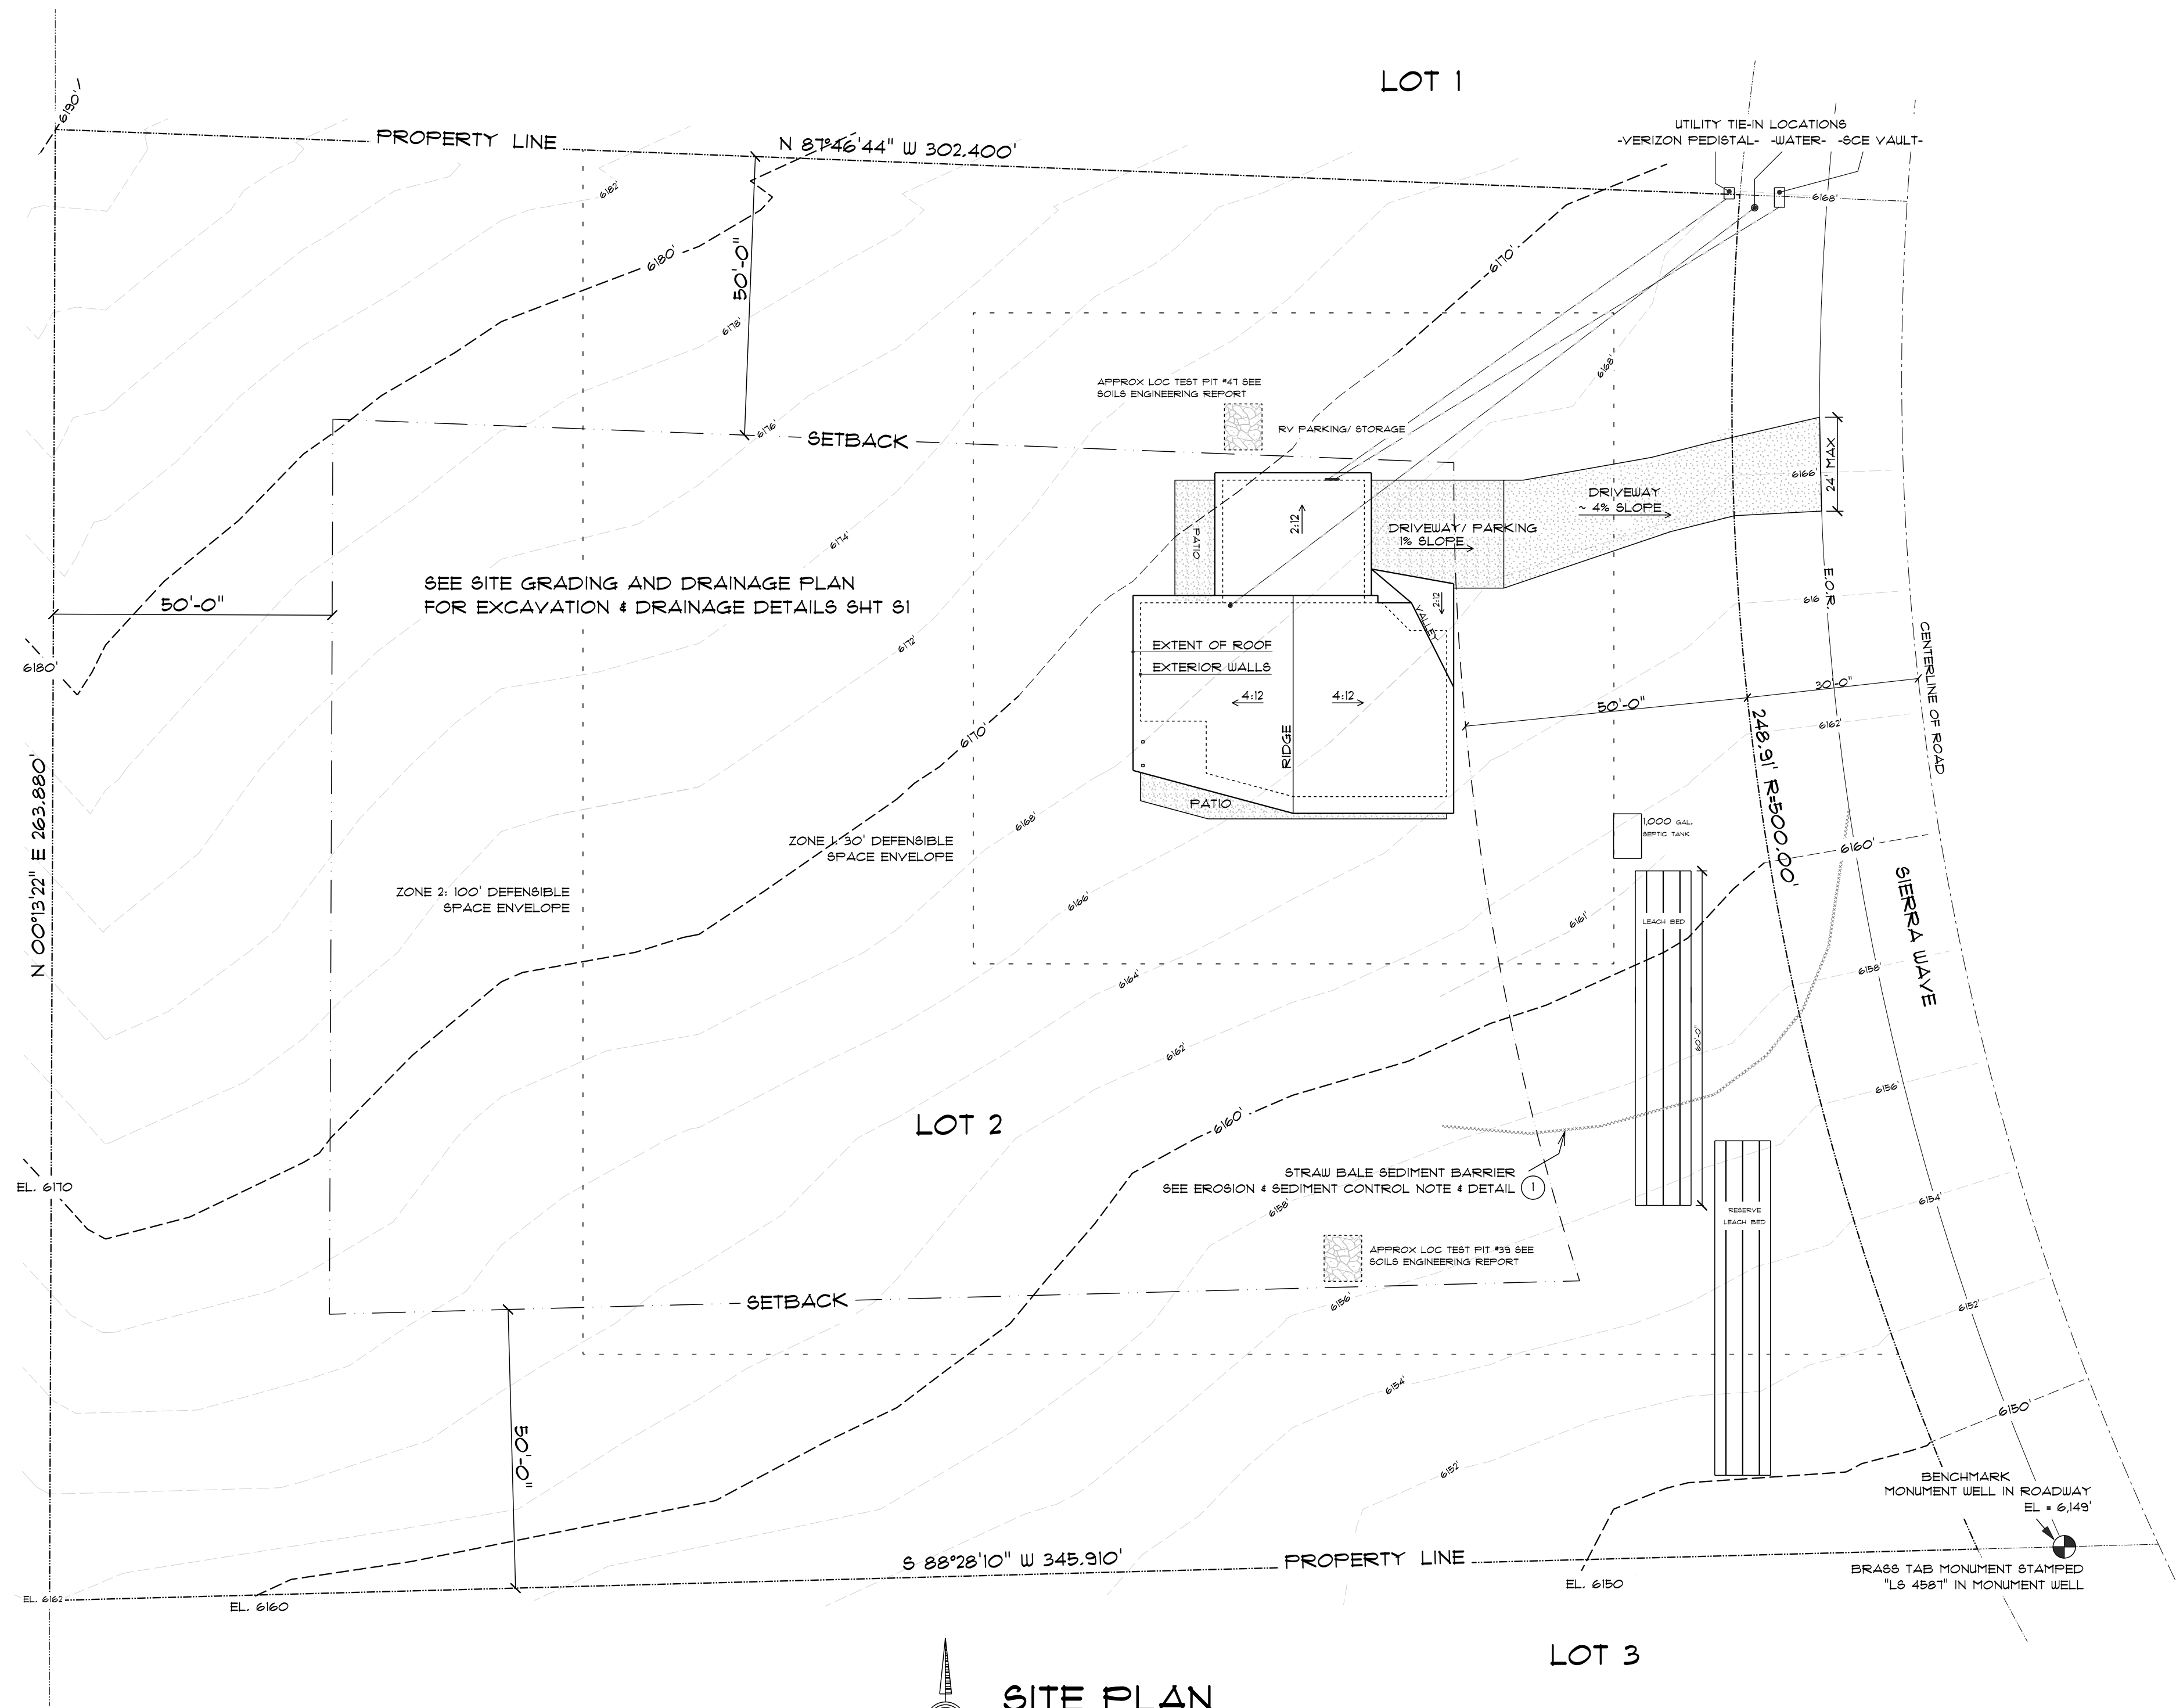 LOT 1
6190'
PROPERTY LINE
N 87°46'44" W 302.400'
UTILITY TIE-IN LOCATIONS
-VERIZON PEDISTAL- -WATER- -SCE VAULT-
6182'
6168'
6180'
50'-0"
6170'
6178'
6168'
APPROX LOC TEST PIT #47 SEE
SOILS ENGINEERING REPORT
RV PARKING/ STORAGE
6176'
SETBACK
24' MAX
6166'
DRIVEWAY
~ 4% SLOPE
2:12
DRIVEWAY/ PARKING
1% SLOPE
PATIO
6174'
SEE SITE GRADING AND DRAINAGE PLAN
FOR EXCAVATION & DRAINAGE DETAILS SHT S1
50'-0"
E.O.R.
616
2:12
VALLEY
6172'
EXTENT OF ROOF
EXTERIOR WALLS
6180'
CENTERLINE OF ROAD
30'-0"
4:12
4:12
50'-0"
6162'
6170'
RIDGE
248.91' R=500.00'
N 00°13'22" E 263.880'
PATIO
6168'
1,000 GAL.
SEPTIC TANK
ZONE 1: 30' DEFENSIBLE
SPACE ENVELOPE
6160'
ZONE 2: 100' DEFENSIBLE
SPACE ENVELOPE
6166'
6161'
LEACH BED
SIERRA WAVE
6164'
6158'
60'-0"
6162'
6156'
LOT 2
6160'
STRAW BALE SEDIMENT BARRIER
SEE EROSION & SEDIMENT CONTROL NOTE & DETAIL 1
EL. 6170
6154'
6158'
RESERVE
LEACH BED
APPROX LOC TEST PIT #39 SEE
SOILS ENGINEERING REPORT
SETBACK
6156'
6152'
6154'
6150'
50'-0"
6152'
BENCHMARK
MONUMENT WELL IN ROADWAY
EL = 6,149'
S 88°28'10" W 345.910'
PROPERTY LINE
BRASS TAB MONUMENT STAMPED
"LS 4587" IN MONUMENT WELL
EL. 6150
EL. 6162
EL. 6160
LOT 3
SITE PLAN